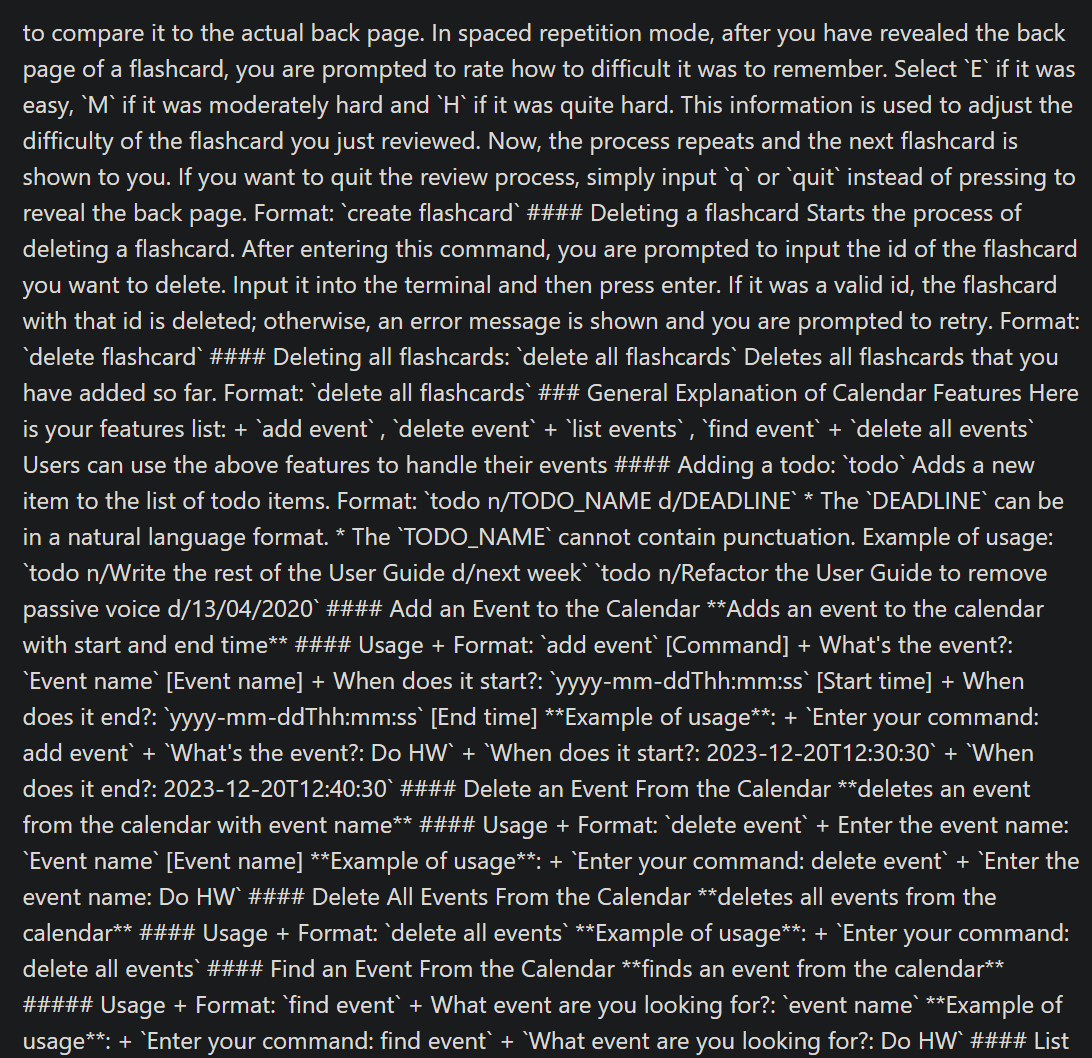 to compare it to the actual back page. In spaced repetition mode, after you have revealed the back
page of a flashcard, you are prompted to rate how to difficult it was to remember. Select `E` if it was
easy, `M` if it was moderately hard and `H` if it was quite hard. This information is used to adjust the
difficulty of the flashcard you just reviewed. Now, the process repeats and the next flashcard is
shown to you. If you want to quit the review process, simply input `q` or `quit` instead of pressing to
reveal the back page. Format: `create flashcard` #### Deleting a flashcard Starts the process of
deleting a flashcard. After entering this command, you are prompted to input the id of the flashcard
you want to delete. Input it into the terminal and then press enter. If it was a valid id, the flashcard
with that id is deleted; otherwise, an error message is shown and you are prompted to retry. Format:
`delete flashcard` #### Deleting all flashcards: `delete all flashcards` Deletes all flashcards that you
have added so far. Format: `delete all flashcards` ### General Explanation of Calendar Features Here
is your features list: + `add event` , `delete event` + `list events` , `find event` + `delete all events`
Users can use the above features to handle their events #### Adding a todo: `todo` Adds a new
item to the list of todo items. Format: `todo n/TODO_NAME d/DEADLINE` * The `DEADLINE` can be
in a natural language format. * The `TODO_NAME` cannot contain punctuation. Example of usage:
`todo n/Write the rest of the User Guide d/next week` `todo n/Refactor the User Guide to remove
passive voice d/13/04/2020` #### Add an Event to the Calendar **Adds an event to the calendar
with start and end time** #### Usage + Format: `add event` [Command] + What's the event?:
`Event name` [Event name] + When does it start?: `yyyy-mm-ddThh:mm:ss` [Start time] + When
does it end?: `yyyy-mm-ddThh:mm:ss` [End time] **Example of usage**: + `Enter your command:
add event` + `What's the event?: Do HW` + `When does it start?: 2023-12-20T12:30:30` + `When
does it end?: 2023-12-20T12:40:30` #### Delete an Event From the Calendar **deletes an event
from the calendar with event name** #### Usage + Format: `delete event` + Enter the event name:
`Event name` [Event name] **Example of usage**: + `Enter your command: delete event` + `Enter the
event name: Do HW` #### Delete All Events From the Calendar **deletes all events from the
calendar** #### Usage + Format: `delete all events` **Example of usage**: + `Enter your command:
delete all events` #### Find an Event From the Calendar **finds an event from the calendar**
##### Usage + Format: `find event` + What event are you looking for?: `event name` **Example of
usage**: + `Enter your command: find event` + `What event are you looking for?: Do HW` #### List